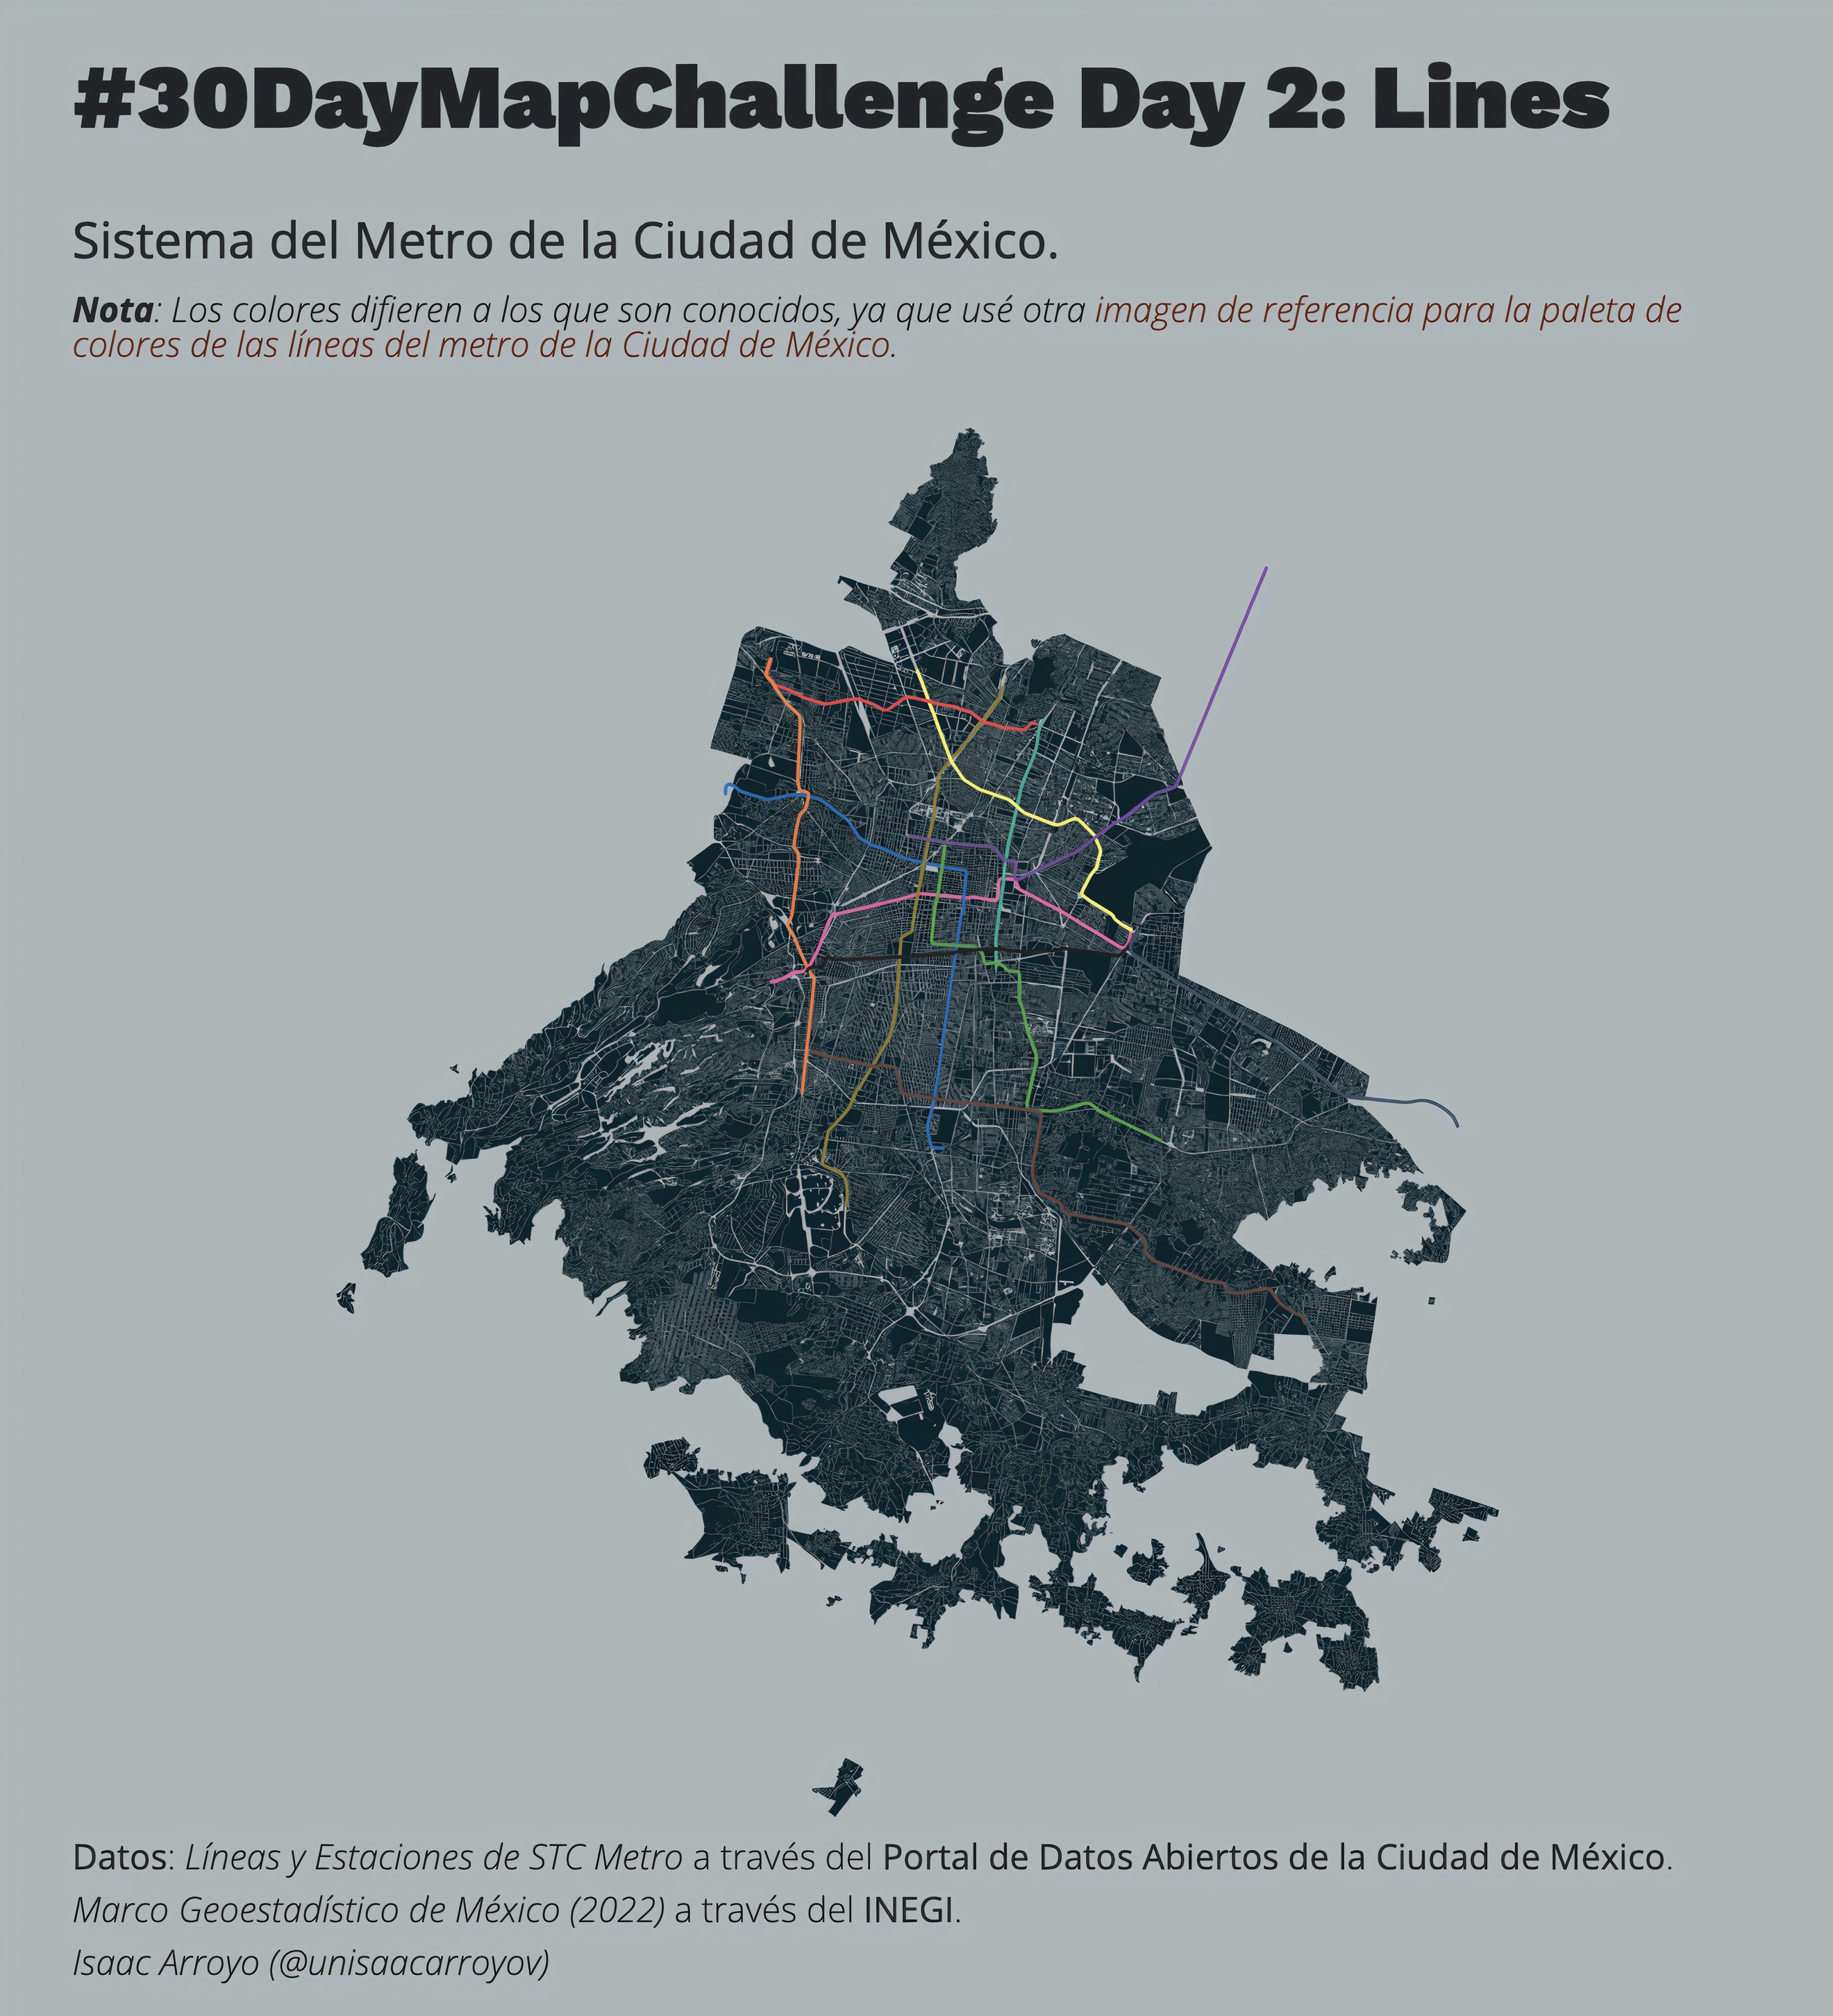 #30DayMapChallenge Day 2: Lines
Sistema del Metro de la Ciudad de México.
Nota: Los colores difieren a los que son conocidos, ya que usé otra imagen de referencia para la paleta de
colores de las líneas del metro de la Ciudad de México.
Datos: Líneas y Estaciones de STC Metro a través del Portal de Datos Abiertos de la Ciudad de México.
Marco Geoestadístico de México (2022) a través del INEGI.
Isaac Arroyo (@unisaacarroyov)